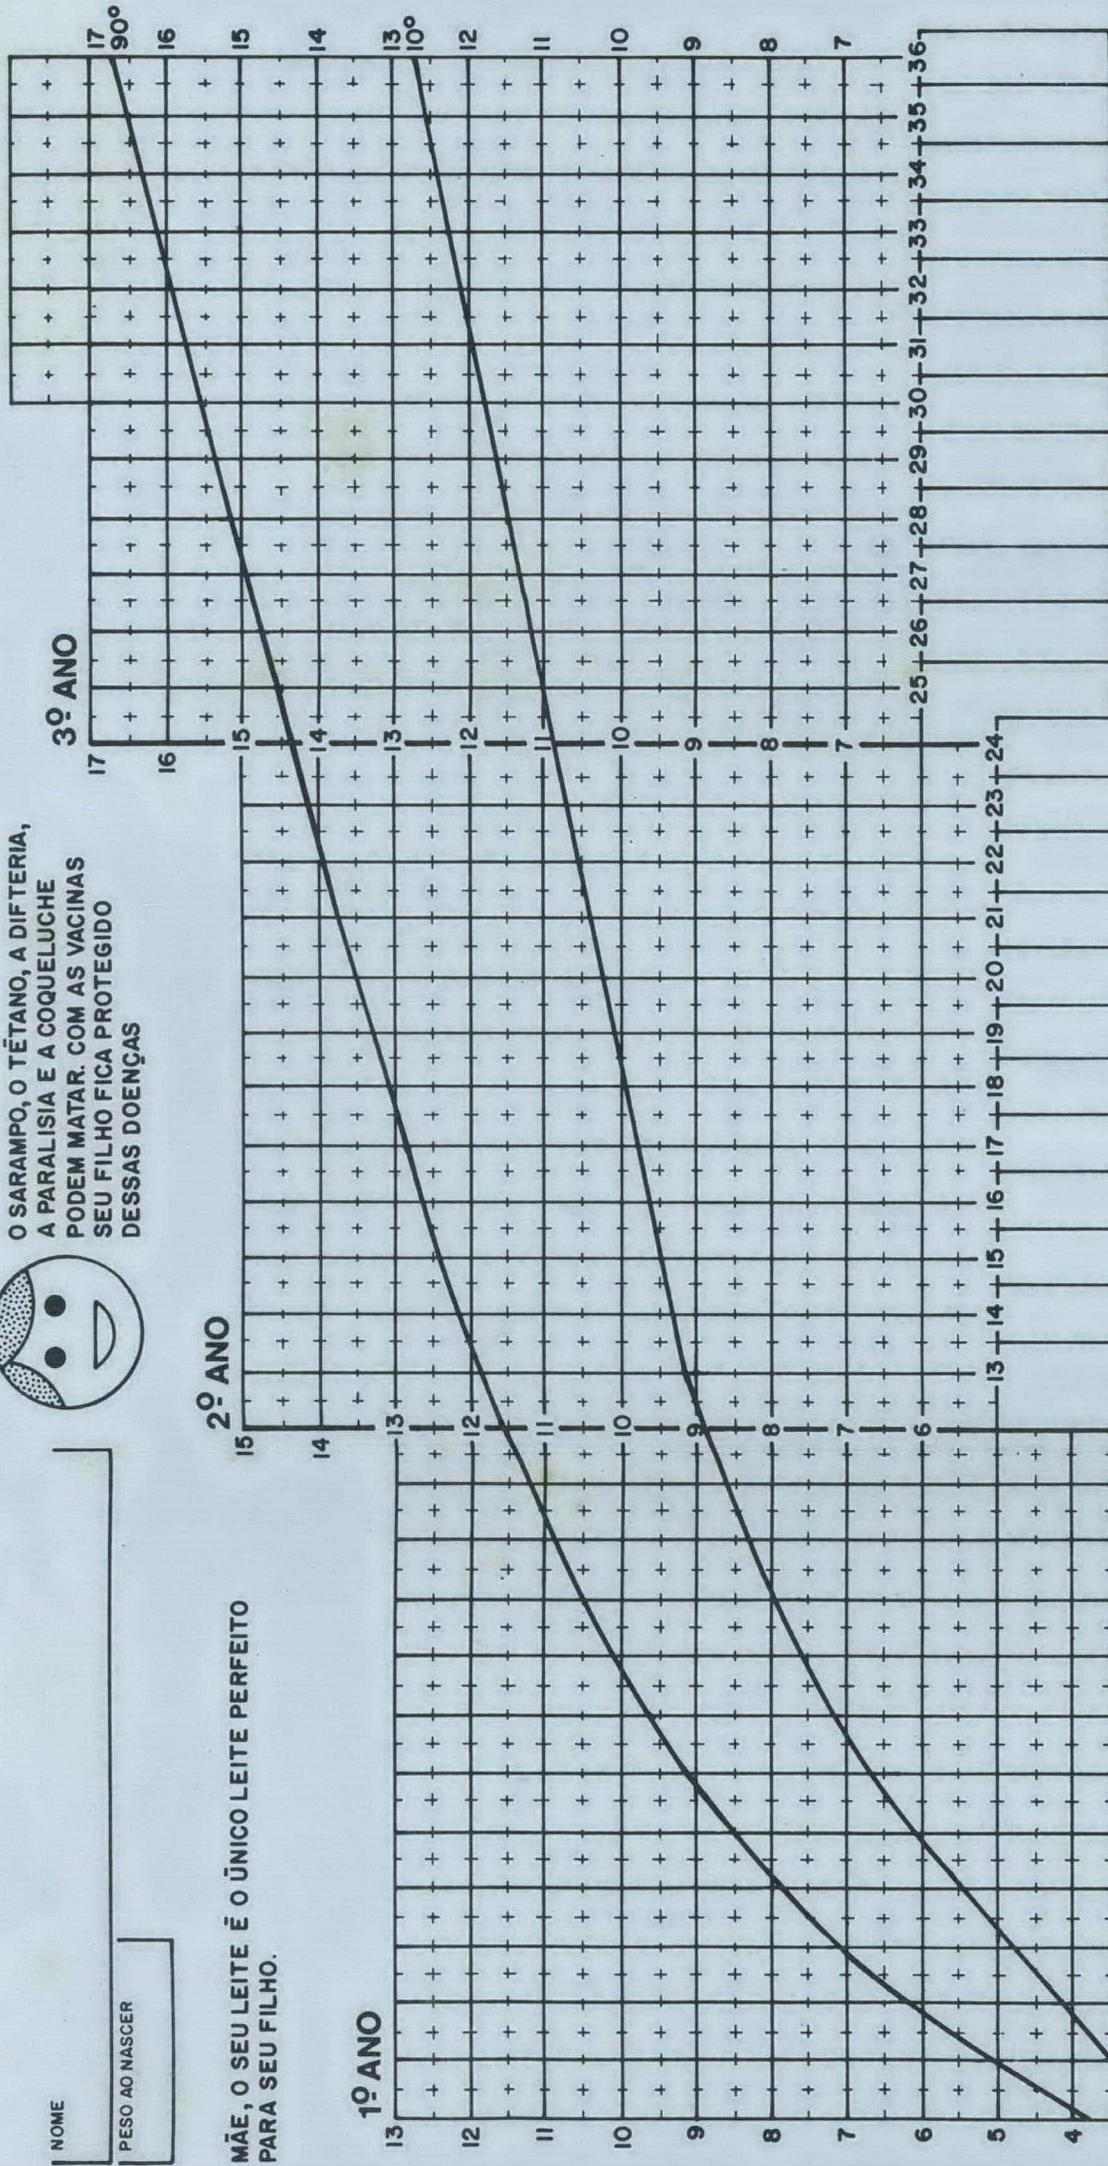 NOME
PESO AO NASCER
MÃE, O SEU LEITE É O ÚNICO LEITE PERFEITO
PARA SEU FILHO.
O SARAMPO, O TÉTANO, A DIFTERIA,
A PARALISIA E A COQUELUCHE
PODEM MATAR. COM AS VACINAS
SEU FILHO FICA PROTEGIDO
DESSAS DOENÇAS
1º ANO
13
12
11
10
9
8
7
6
5
4
2º ANO
15
14
13
12
11
10
9
8
7
6
13 14 15 16 17 18 19 20 21 22 23 24
3º ANO
17
16
15
14
13
12
11
10
9
8
7
25 26 27 28 29 30 31 32 33 34 35 36
17
90º
16
15
14
13
10º
12
11
10
9
8
7